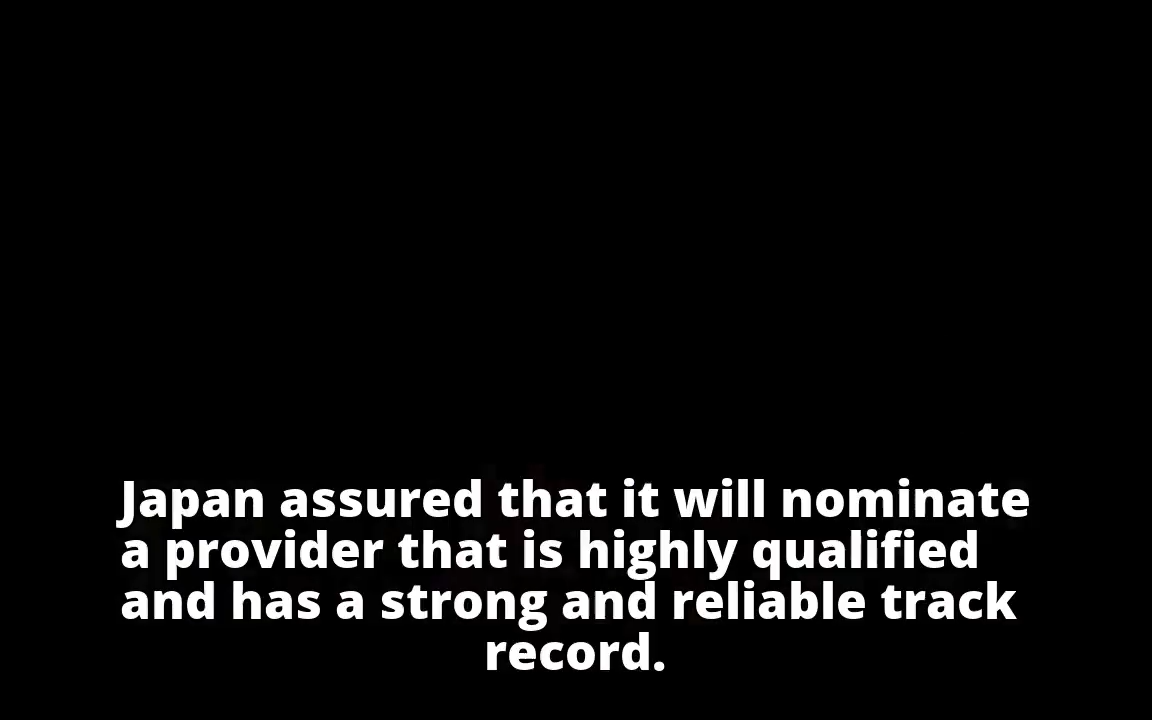 Japan assured that it will nominate
a provider that is highly qualified
and has a strong and reliable track
record.